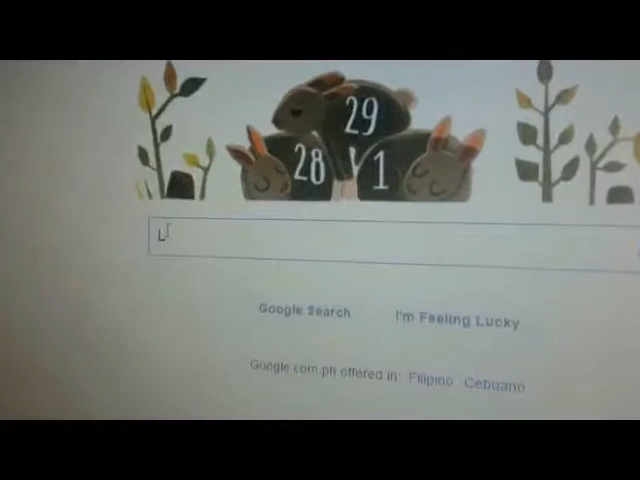 29
28 1
L
Google Search I'm Feeling Lucky
Google.com.ph offered in: Filipino Cebuano